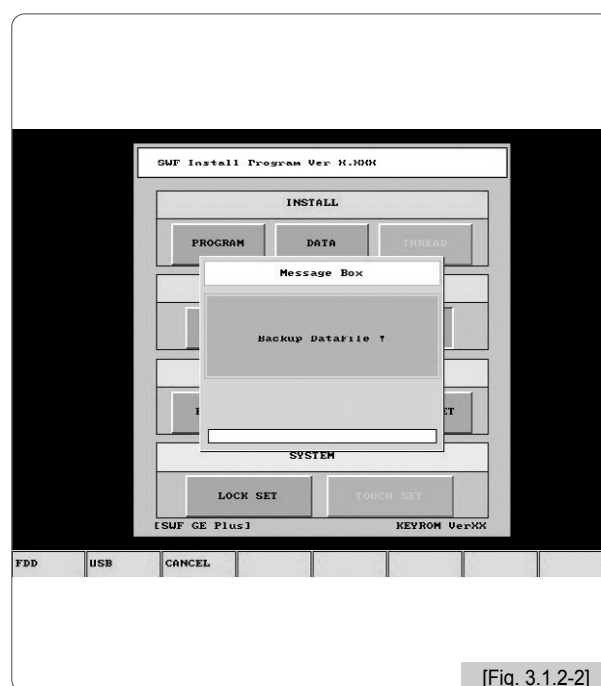 SWF Install Program Ver X.XXX
INSTALL
PROGRAM DATA THREAD
Message Box
Backup DataFile ?
SYSTEM
LOCK SET TOUCH SET
[SWF GE Plus] KEYROM VerXX
FDD USB CANCEL
[Fig. 3.1.2-2]